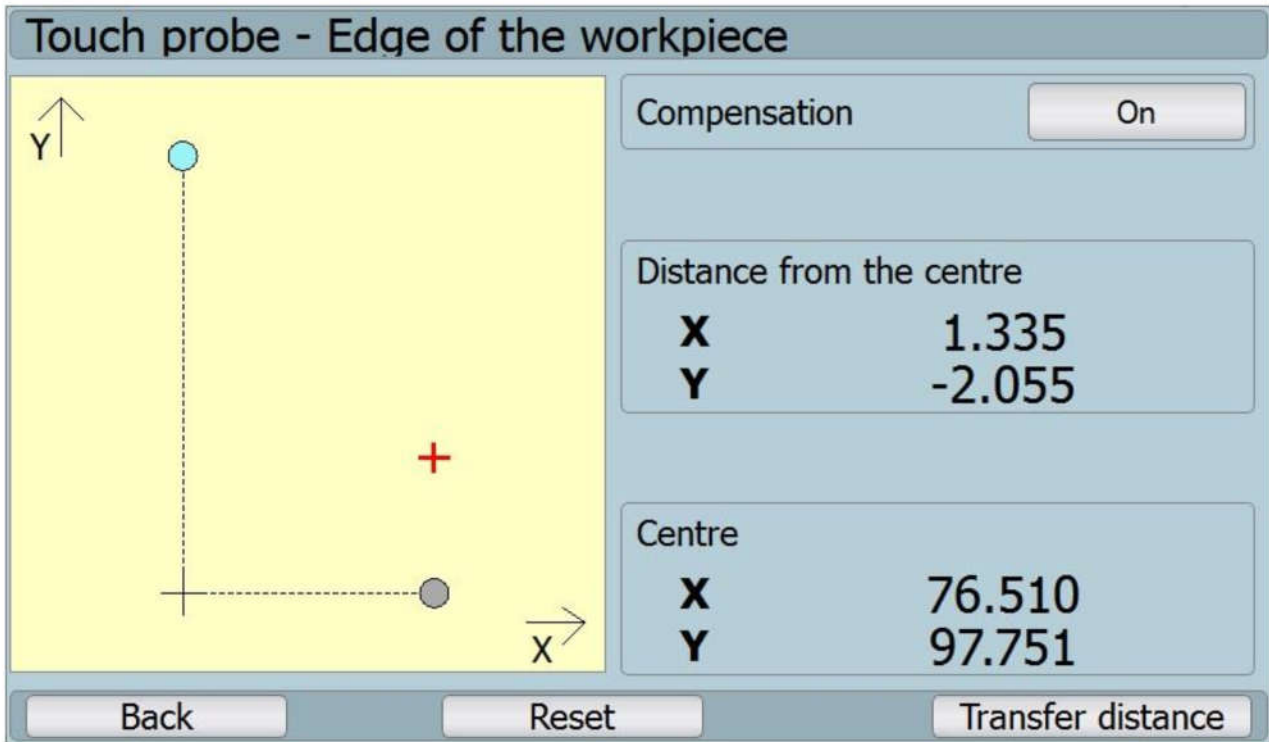 Touch probe - Edge of the workpiece
Y
X
Compensation On
Distance from the centre
X 1.335
Y -2.055
Centre
X 76.510
Y 97.751
Back Reset Transfer distance